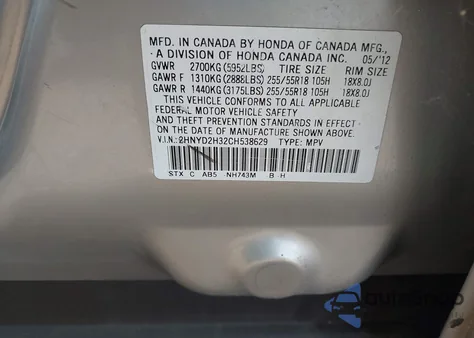 MFD. IN CANADA BY HONDA OF CANADA MFG.,
A DIVISION OF HONDA CANADA INC. 05/'12
GVWR 2700KG(5952LBS) TIRE SIZE RIM SIZE
GAWR F 1310KG(2888LBS) 255/55R18 105H 18X8.0J
GAWR R 1440KG(3175LBS) 255/55R18 105H 18X8.0J
THIS VEHICLE CONFORMS TO ALL APPLICABLE
FEDERAL MOTOR VEHICLE SAFETY
AND THEFT PREVENTION STANDARDS IN EFFECT ON
THE DATE OF MANUFACTURE SHOWN ABOVE.
V.I.N.: 2HNYD2H32CH538629 TYPE: MPV
STX C AB5 NH743M B-H